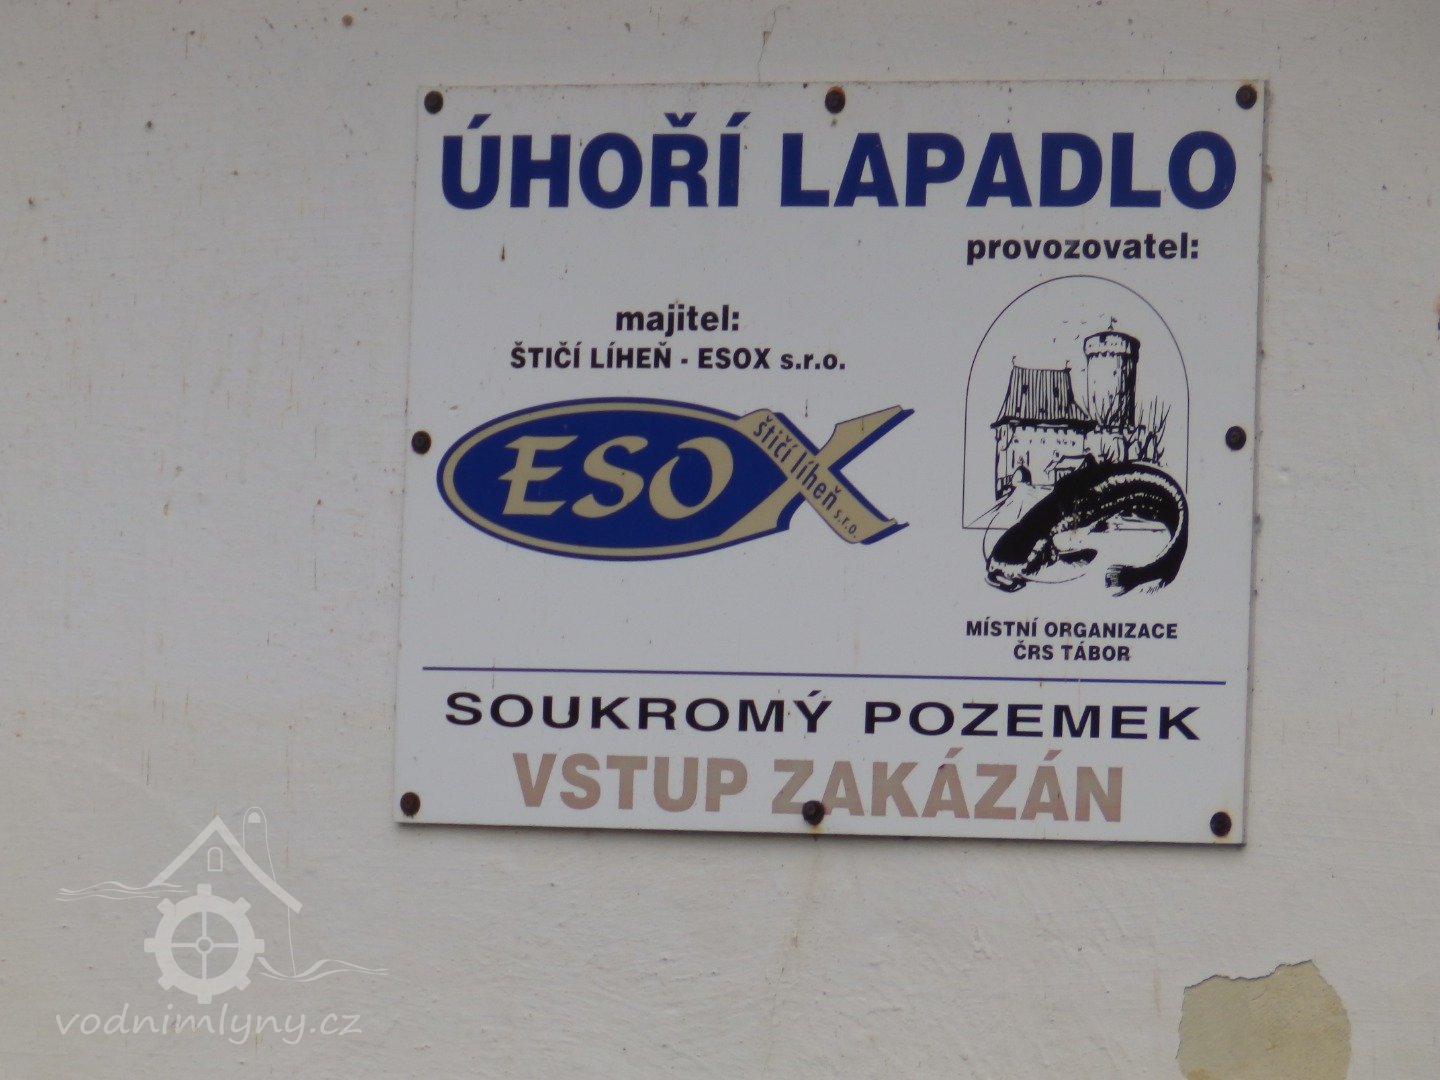 ÚHOŘÍ LAPADLO
provozovatel:
majitel:
ŠTIČÍ LÍHEŇ - ESOX s.r.o.
ESOX
štičí líheň s.r.o.
MÍSTNÍ ORGANIZACE
ČRS TÁBOR
SOUKROMÝ POZEMEK
VSTUP ZAKÁZÁN
vodnimlyny.cz